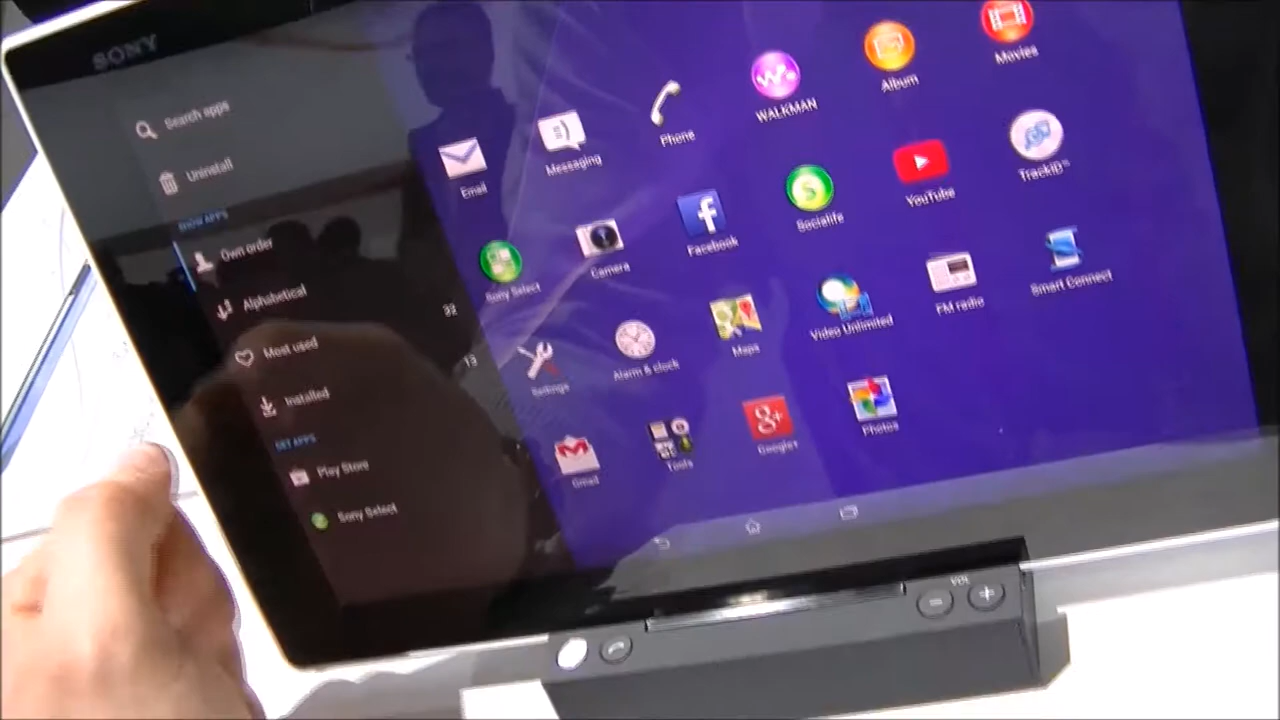 SONY
Search apps
Uninstall
SHOW APPS
Own order
Alphabetical
Most used
33
Installed
13
GET APPS
Play Store
Sony Select
Email
Messaging
Phone
WALKMAN
Album
Movies
Sony Select
Camera
Facebook
Socialife
YouTube
TrackID™
Settings
Alarm & clock
Maps
Video Unlimited
FM radio
Smart Connect
Gmail
Tools
Google+
Photos
VOL